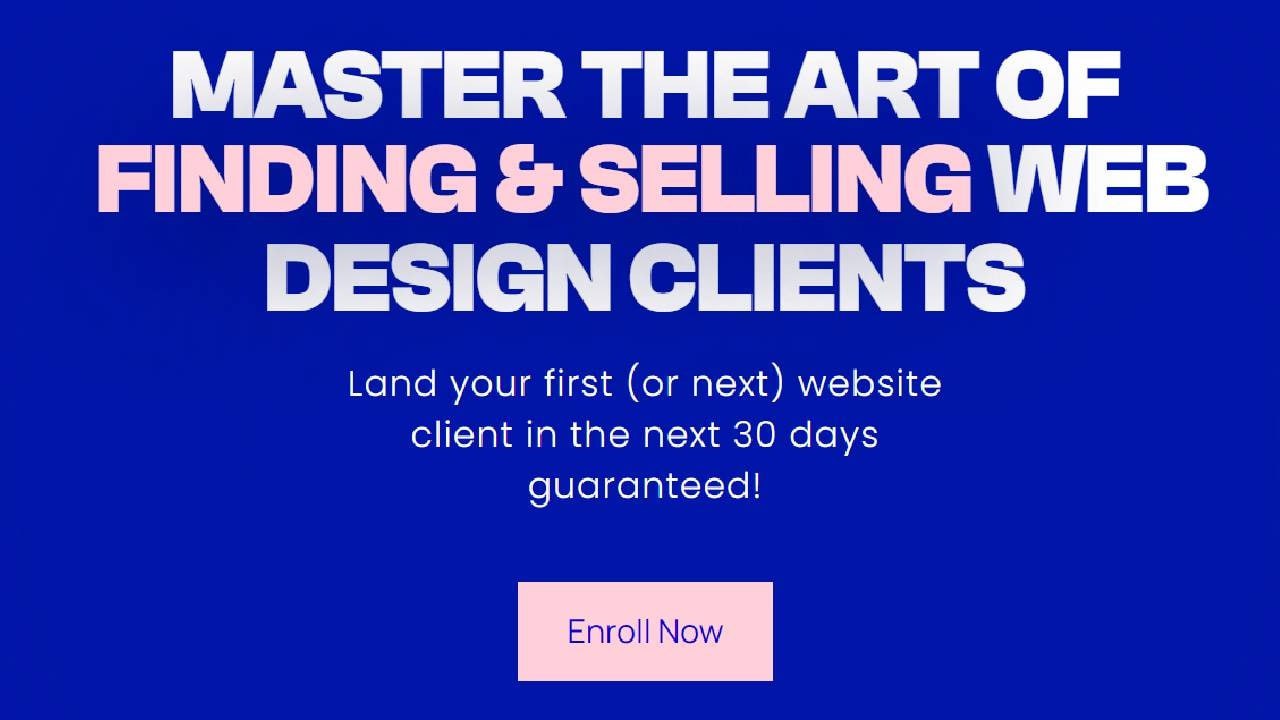 MASTER THE ART OF
FINDING & SELLING WEB
DESIGN CLIENTS
Land your first (or next) website
client in the next 30 days
guaranteed!
Enroll Now